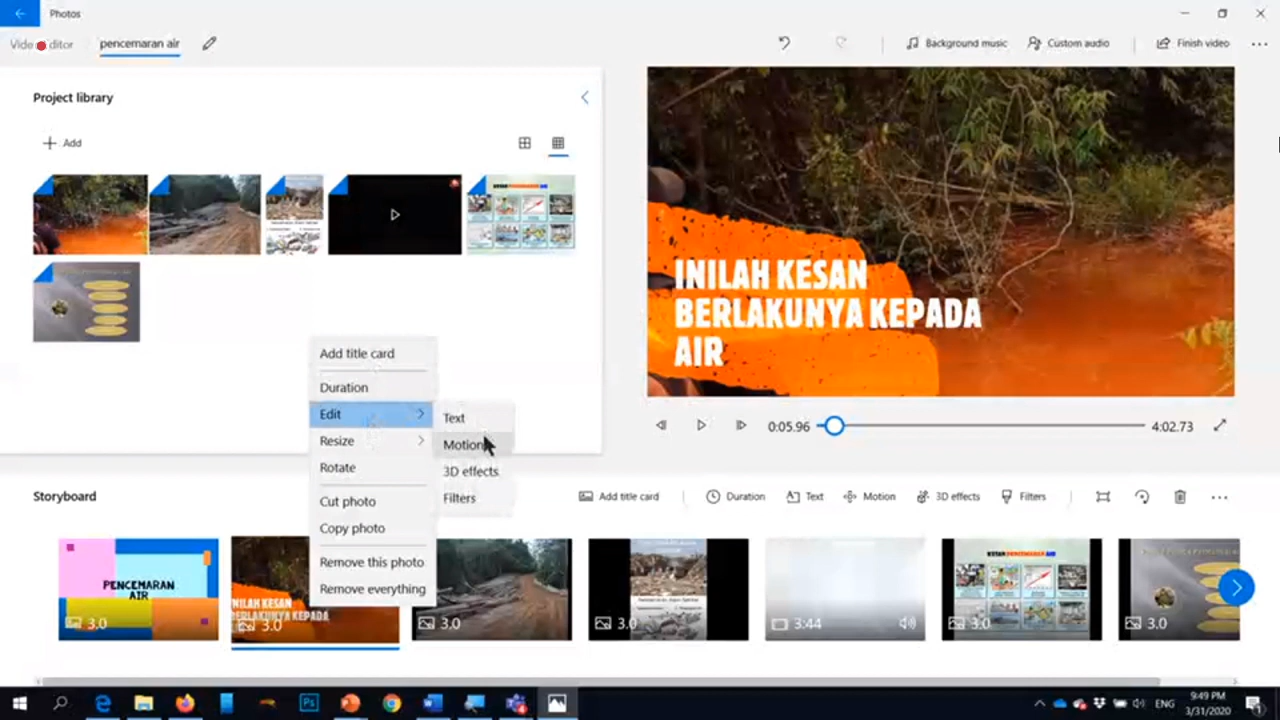 Photos
Video Editor
pencemaran air
Background music
Custom audio
Finish video
Project library
Add
INILAH KESAN
BERLAKUNYA KEPADA
AIR
0:05.96
4:02.73
Add title card
Duration
Edit
Resize
Rotate
Cut photo
Copy photo
Remove this photo
Remove everything
Text
Motion
3D effects
Filters
Storyboard
Add title card
Duration
Text
Motion
3D effects
Filters
PENCEMARAN
AIR
3.0
INILAH KESAN
BERLAKUNYA KEPADA
3.0
3.0
3.0
3:44
KESAN PENCEMARAN AIR
3.0
3.0
ENG
9:49 PM
3/31/2020